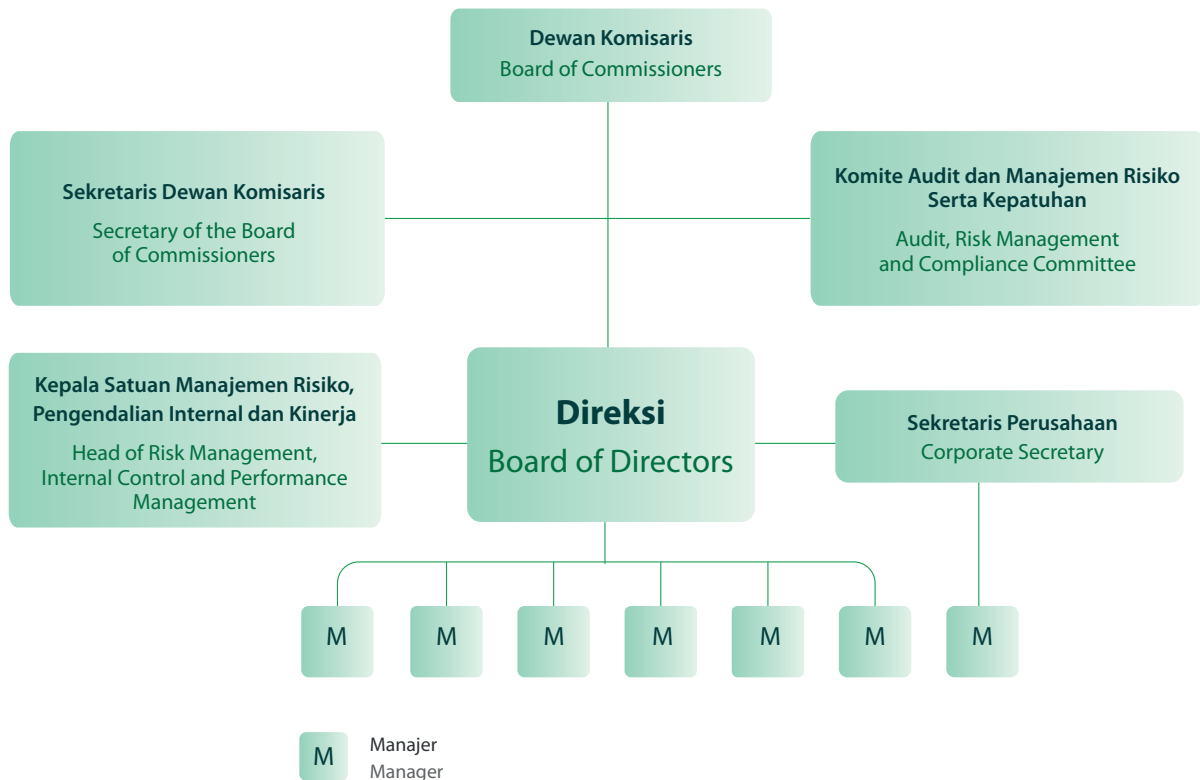 Dewan Komisaris
Board of Commissioners
Sekretaris Dewan Komisaris
Secretary of the Board
of Commissioners
Komite Audit dan Manajemen Risiko
Serta Kepatuhan
Audit, Risk Management
and Compliance Committee
Kepala Satuan Manajemen Risiko,
Pengendalian Internal dan Kinerja
Head of Risk Management,
Internal Control and Performance
Management
Direksi
Board of Directors
Sekretaris Perusahaan
Corporate Secretary
M M M M M M M
M
Manajer
Manager